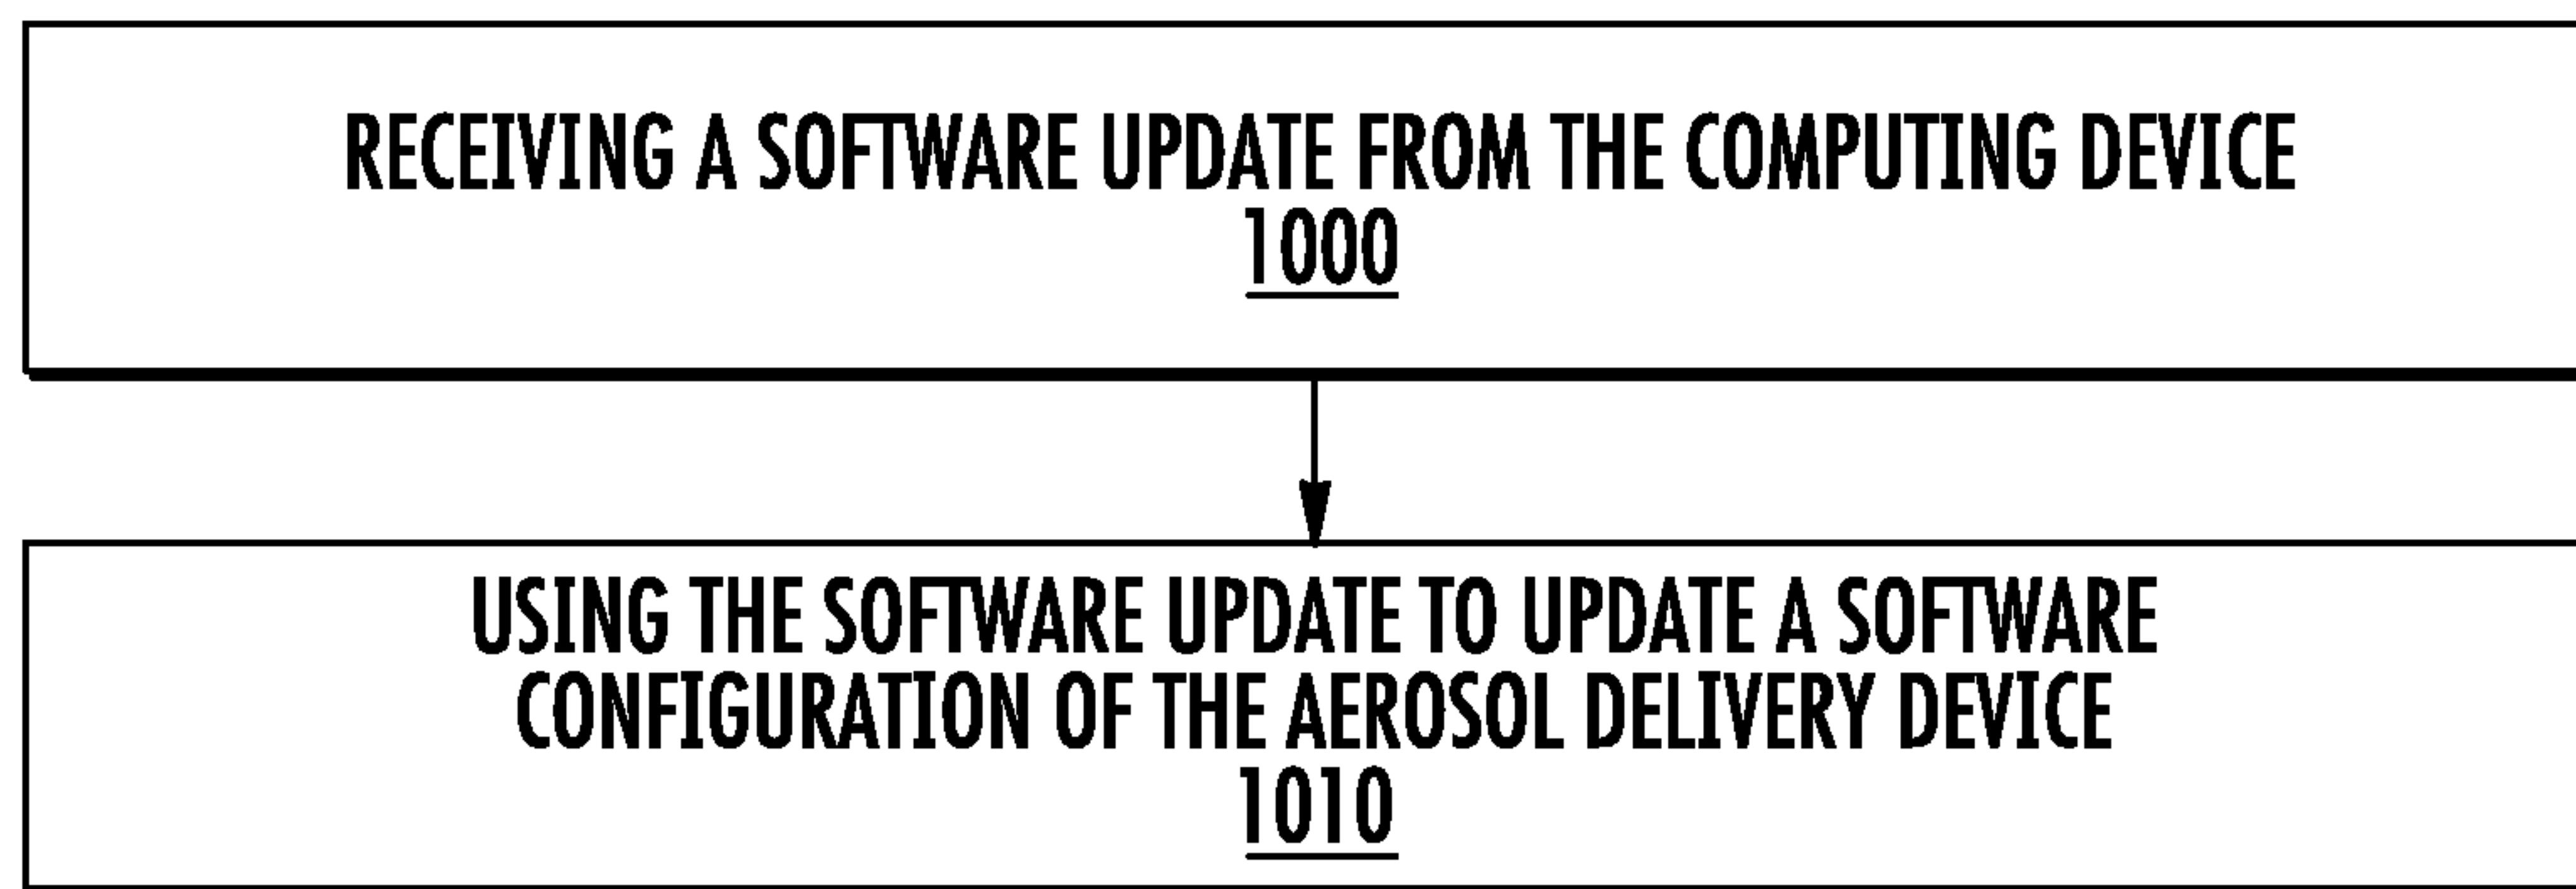 RECEIVING A SOFTWARE UPDATE FROM THE COMPUTING DEVICE
1000
USING THE SOFTWARE UPDATE TO UPDATE A SOFTWARE
CONFIGURATION OF THE AEROSOL DELIVERY DEVICE
1010